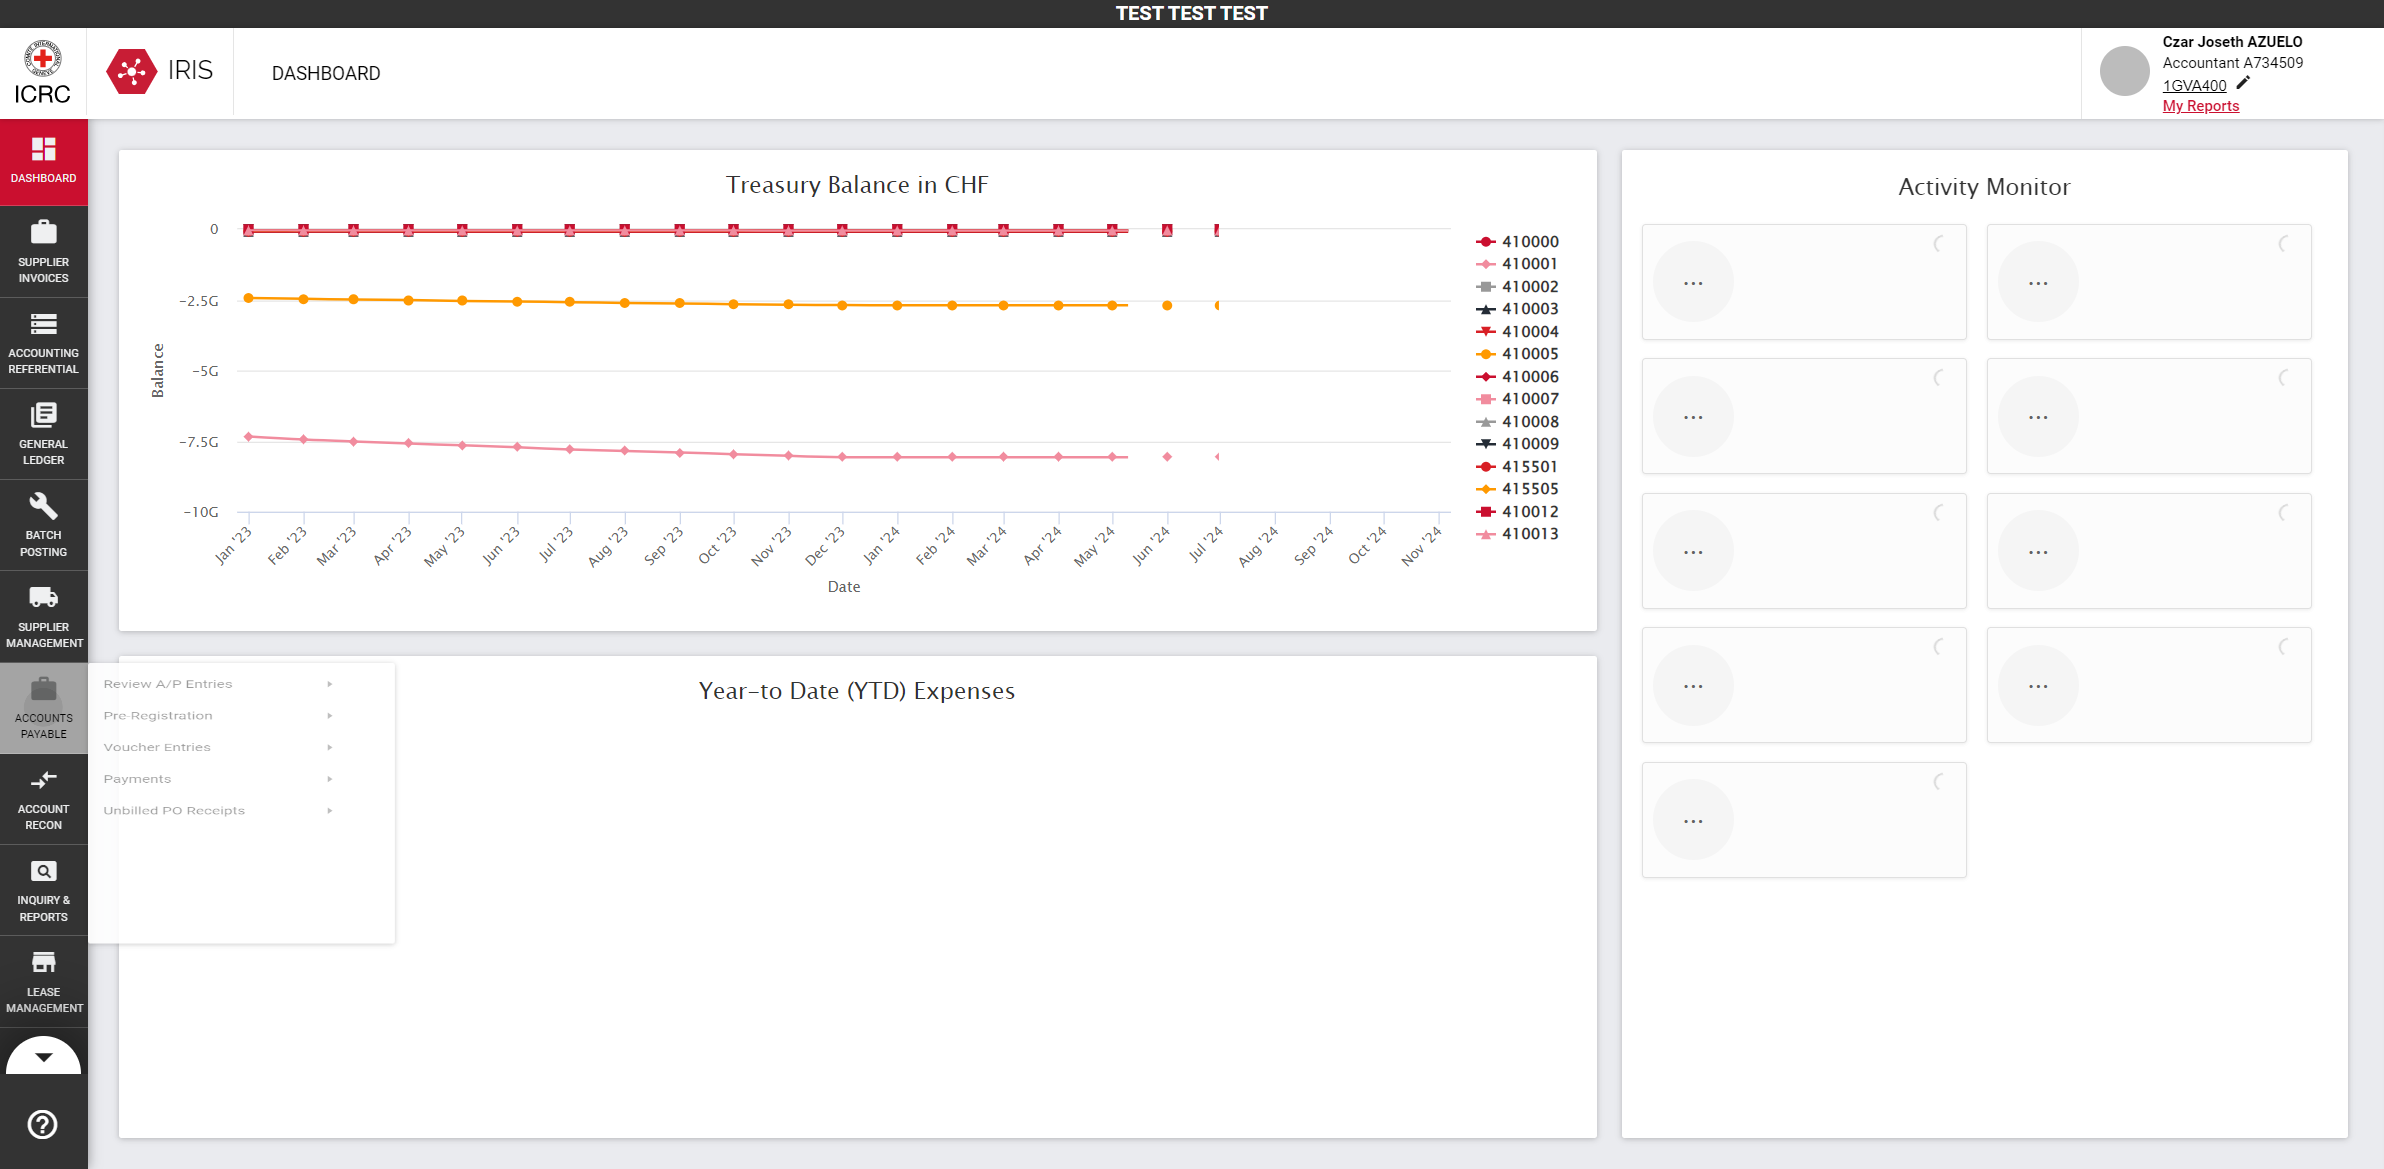 TEST TEST TEST
ICRC
IRIS
DASHBOARD
Czar Joseth AZUELO
Accountant A734509
1GVA400
My Reports
DASHBOARD
SUPPLIER
INVOICES
ACCOUNTING
REFERENTIAL
GENERAL
LEDGER
BATCH
POSTING
SUPPLIER
MANAGEMENT
ACCOUNTS
PAYABLE
ACCOUNT
RECON
INQUIRY &
REPORTS
LEASE
MANAGEMENT
Review A/P Entries
Pre-Registration
Voucher Entries
Payments
Unbilled PO Receipts
Treasury Balance in CHF
Balance
0
-2.5G
-5G
-7.5G
-10G
Jan '23
Feb '23
Mar '23
Apr '23
May '23
Jun '23
Jul '23
Aug '23
Sep '23
Oct '23
Nov '23
Dec '23
Jan '24
Feb '24
Mar '24
Apr '24
May '24
Jun '24
Jul '24
Aug '24
Sep '24
Oct '24
Nov '24
Date
410000
410001
410002
410003
410004
410005
410006
410007
410008
410009
415501
415505
410012
410013
Year-to Date (YTD) Expenses
Activity Monitor
...
...
...
...
...
...
...
...
...